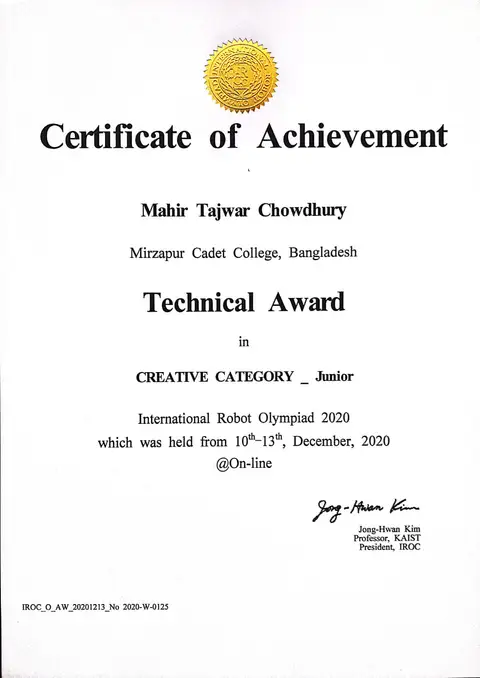 Certificate of Achievement
Mahir Tajwar Chowdhury
Mirzapur Cadet College, Bangladesh
Technical Award
in
CREATIVE CATEGORY _ Junior
International Robot Olympiad 2020
which was held from 10th-13th, December, 2020
@On-line
Jong-Hwan Kim
Jong-Hwan Kim
Professor, KAIST
President, IROC
IROC_O_AW_20201213_No 2020-W-0125